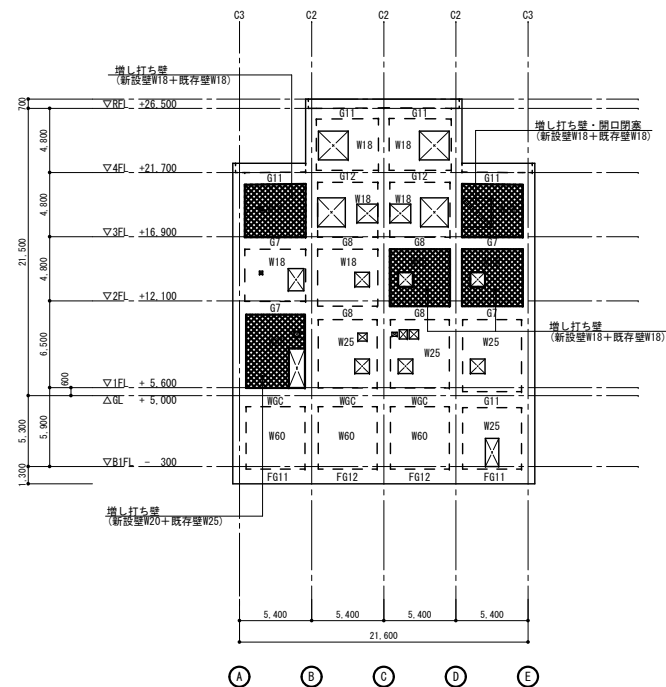 C3 C2 C2 C2 C3
増し打ち壁
(新設壁W18＋既存壁W18)
700
▽RFL +26.500
G11 G11
増し打ち壁・開口閉塞
(新設壁W18＋既存壁W18)
4,800
W18 W18
▽4FL +21.700
G11 G12 G12 G11
4,800
W18 W18
21,500
▽3FL +16.900
G7 G8 G8 G7
4,800
W18 W18
▽2FL +12.100
G7 G8 G8 G7
増し打ち壁
(新設壁W18＋既存壁W18)
6,500
W25 W25 W25
600
▽1FL + 5.600
△GL + 5.000
WGC WGC WGC G11
5,300
5,900
W60 W60 W60 W25
▽B1FL - 300
1,300
FG11 FG12 FG12 FG11
増し打ち壁
(新設壁W20＋既存壁W25)
5,400 5,400 5,400 5,400
21,600
A B C D E